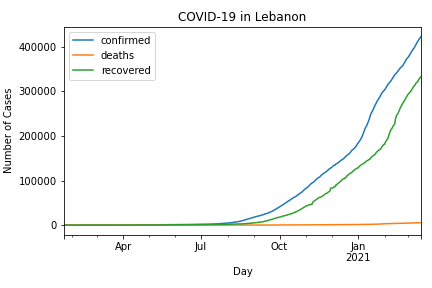 COVID-19 in Lebanon
confirmed
deaths
recovered
Number of Cases
400000
300000
200000
100000
0
Apr
Jul
Oct
Jan
2021
Day